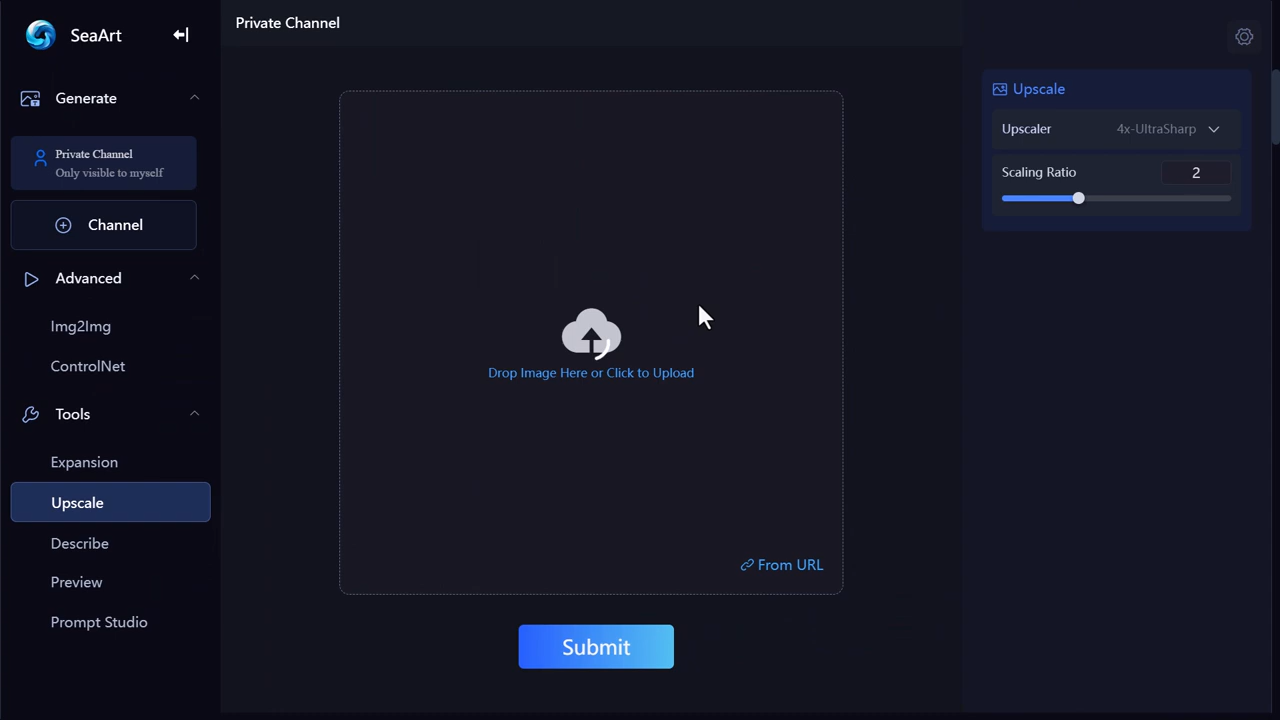 SeaArt
Generate
Private Channel
Only visible to myself
Channel
Advanced
Img2Img
ControlNet
Tools
Expansion
Upscale
Describe
Preview
Prompt Studio
Private Channel
Drop Image Here or Click to Upload
From URL
Submit
Upscale
Upscaler 4x-UltraSharp
Scaling Ratio 2